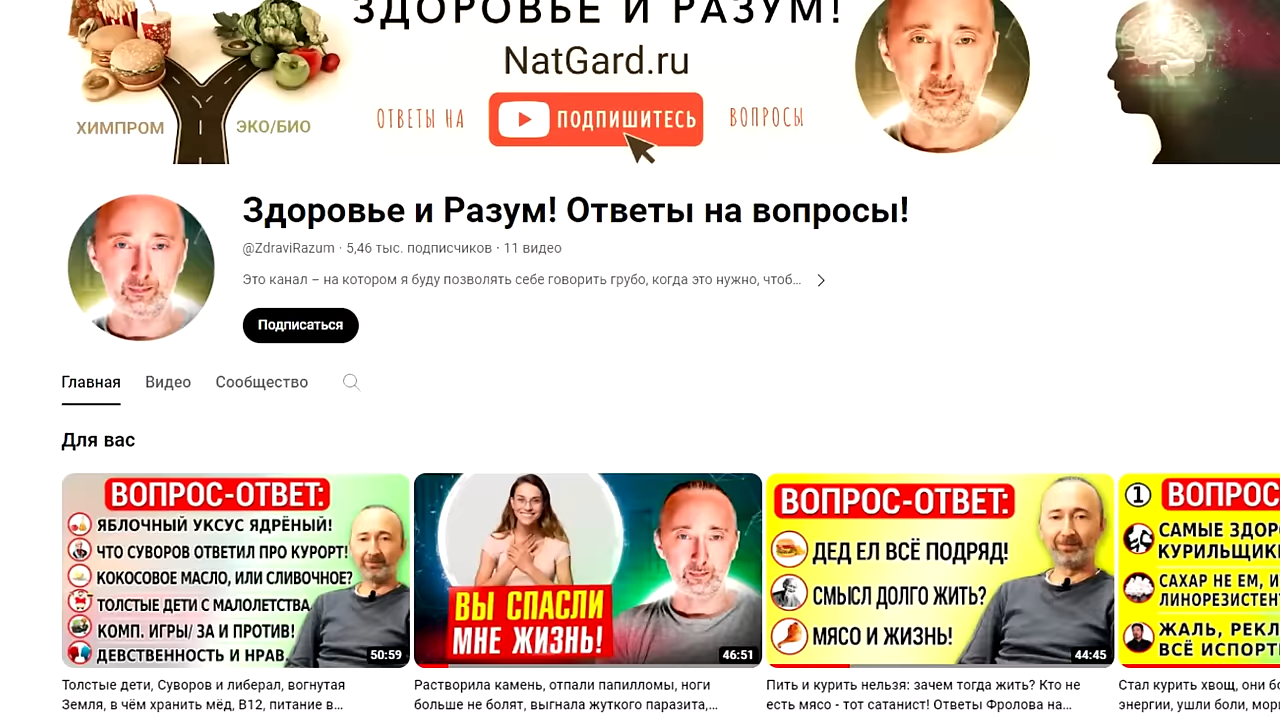 ЗДОРОВЬЕ И РАЗУМ!
NatGard.ru
ОТВЕТЫ НА
ПОДПИШИТЕСЬ
ВОПРОСЫ
ХИМПРОМ
ЭКО/БИО
Здоровье и Разум! Ответы на вопросы!
@ZdraviRazum · 5,46 тыс. подписчиков · 11 видео
Это канал – на котором я буду позволять себе говорить грубо, когда это нужно, чтоб...
Подписаться
Главная Видео Сообщество
Для вас
ВОПРОС-ОТВЕТ:
ЯБЛОЧНЫЙ УКСУС ЯДРЁНЫЙ!
ЧТО СУВОРОВ ОТВЕТИЛ ПРО КУРОРТ!
КОКОСОВОЕ МАСЛО, ИЛИ СЛИВОЧНОЕ?
ТОЛСТЫЕ ДЕТИ С МАЛОЛЕТСТВА
КОМП. ИГРЫ/ ЗА И ПРОТИВ!
ДЕВСТВЕННОСТЬ И НРАВ
50:59
Толстые дети, Суворов и либерал, вогнутая
Земля, в чём хранить мёд, B12, питание в...
ВЫ СПАСЛИ
МНЕ ЖИЗНЬ!
46:51
Растворила камень, отпали папилломы, ноги
больше не болят, выгнала жуткого паразита,...
ВОПРОС-ОТВЕТ:
ДЕД ЕЛ ВСЁ ПОДРЯД!
СМЫСЛ ДОЛГО ЖИТЬ?
МЯСО И ЖИЗНЬ!
44:45
Пить и курить нельзя: зачем тогда жить? Кто не
есть мясо - тот сатанист! Ответы Фролова на...
1 ВОПРОС
САМЫЕ ЗДОРО
КУРИЛЬЩИКИ
САХАР НЕ ЕМ, И
ЛИНОРЕЗИСТЕН
ЖАЛЬ, РЕКЛ
ВСЁ ИСПОРТ
Стал курить хвощ, они бо
энергии, ушли боли, мор